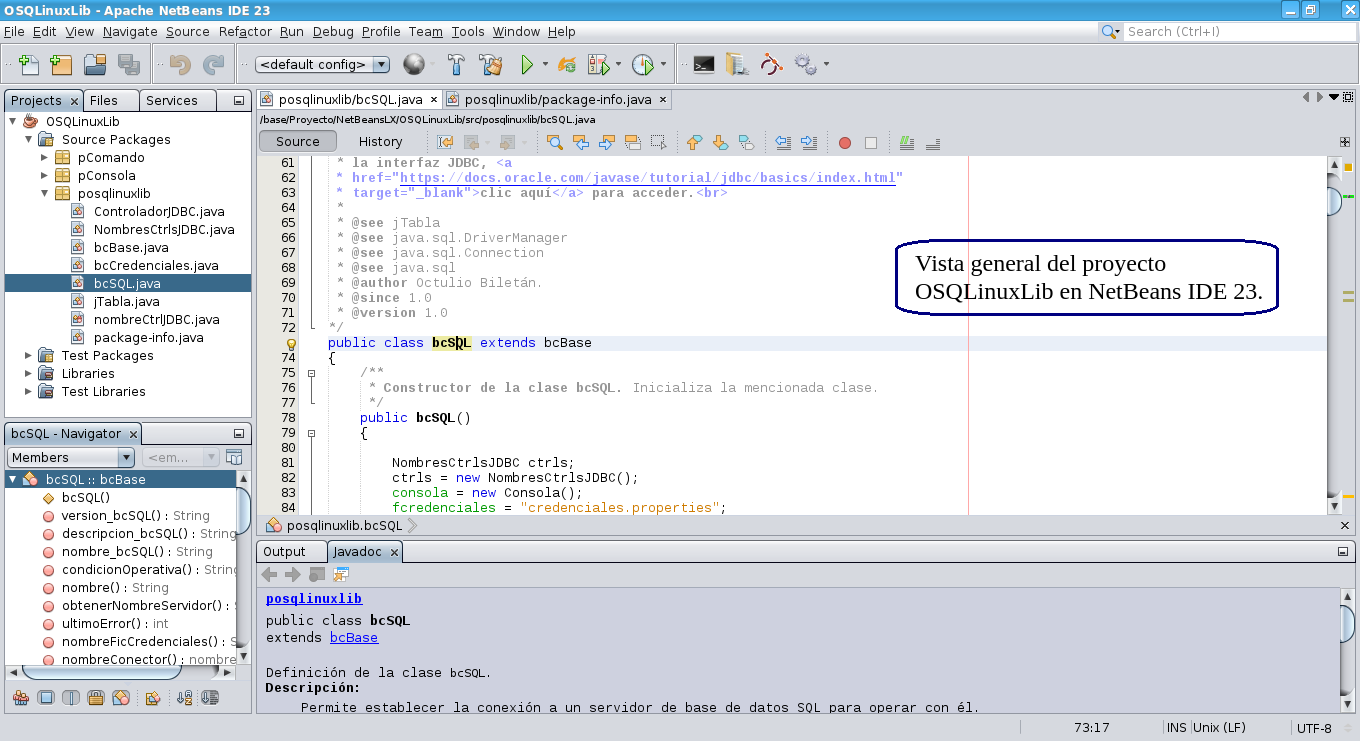 OSQLinuxLib - Apache NetBeans IDE 23
File Edit View Navigate Source Refactor Run Debug Profile Team Tools Window Help
Search (Ctrl+I)
<default config>
Projects Files Services
OSQLinuxLib
Source Packages
pComando
pConsola
posqlinuxlib
ControladorJDBC.java
NombresCtrlsJDBC.java
bcBase.java
bcCredenciales.java
bcSQL.java
jTabla.java
nombreCtrlJDBC.java
package-info.java
Test Packages
Libraries
Test Libraries
bcSQL - Navigator
Members <em...
bcSQL :: bcBase
bcSQL()
version_bcSQL() : String
descripcion_bcSQL() : String
nombre_bcSQL() : String
condicionOperativa() : String
nombre() : String
obtenerNombreServidor() : S
ultimoError() : int
nombreFicCredenciales() : S
nombreConector() : nombre
posqlinuxlib/bcSQL.java posqlinuxlib/package-info.java
/base/Proyecto/NetBeansLX/OSQLinuxLib/src/posqlinuxlib/bcSQL.java
Source History
61 * la interfaz JDBC, <a
62 * href="https://docs.oracle.com/javase/tutorial/jdbc/basics/index.html"
63 * target="_blank">clic aquí</a> para acceder.<br>
64 *
65 * @see jTabla
66 * @see java.sql.DriverManager
67 * @see java.sql.Connection
68 * @see java.sql
69 * @author Octulio Biletán.
70 * @since 1.0
71 * @version 1.0
72 */
public class bcSQL extends bcBase
74 {
75 /**
76 * Constructor de la clase bcSQL. Inicializa la mencionada clase.
77 */
78 public bcSQL()
79 {
80
81 NombresCtrlsJDBC ctrls;
82 ctrls = new NombresCtrlsJDBC();
83 consola = new Consola();
84 fcredenciales = "credenciales.properties";
Vista general del proyecto
OSQLinuxLib en NetBeans IDE 23.
posqlinuxlib.bcSQL
Output Javadoc
posqlinuxlib
public class bcSQL
extends bcBase
Definición de la clase bcSQL.
Descripción:
Permite establecer la conexión a un servidor de base de datos SQL para operar con él.
73:17 INS Unix (LF) UTF-8